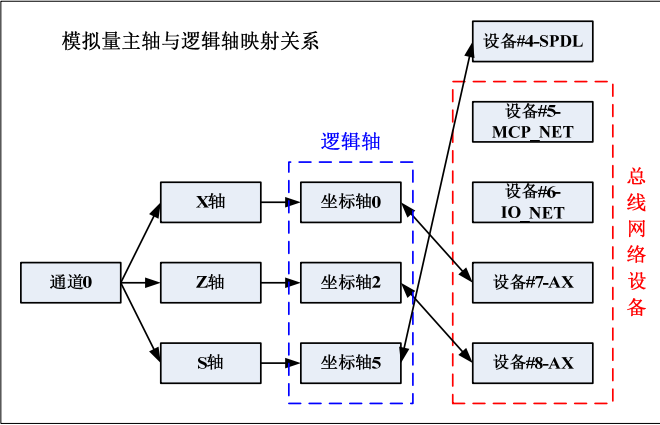 模拟量主轴与逻辑轴映射关系
设备#4-SPDL
设备#5-
MCP_NET
逻辑轴
设备#6-
IO_NET
X轴
坐标轴0
总线网络设备
通道0
Z轴
坐标轴2
设备#7-AX
S轴
坐标轴5
设备#8-AX